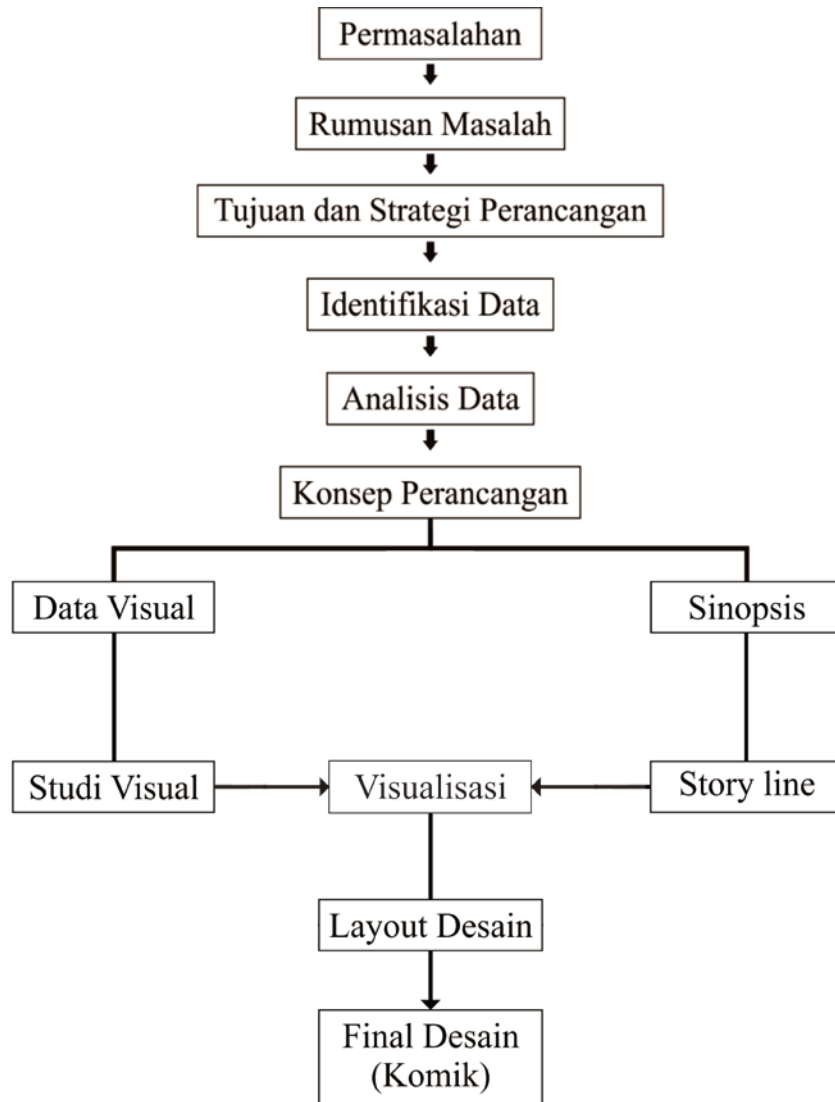 Permasalahan
Rumusan Masalah
Tujuan dan Strategi Perancangan
Identifikasi Data
Analisis Data
Konsep Perancangan
Data Visual
Sinopsis
Studi Visual
Visualisasi
Story line
Layout Desain
Final Desain
(Komik)